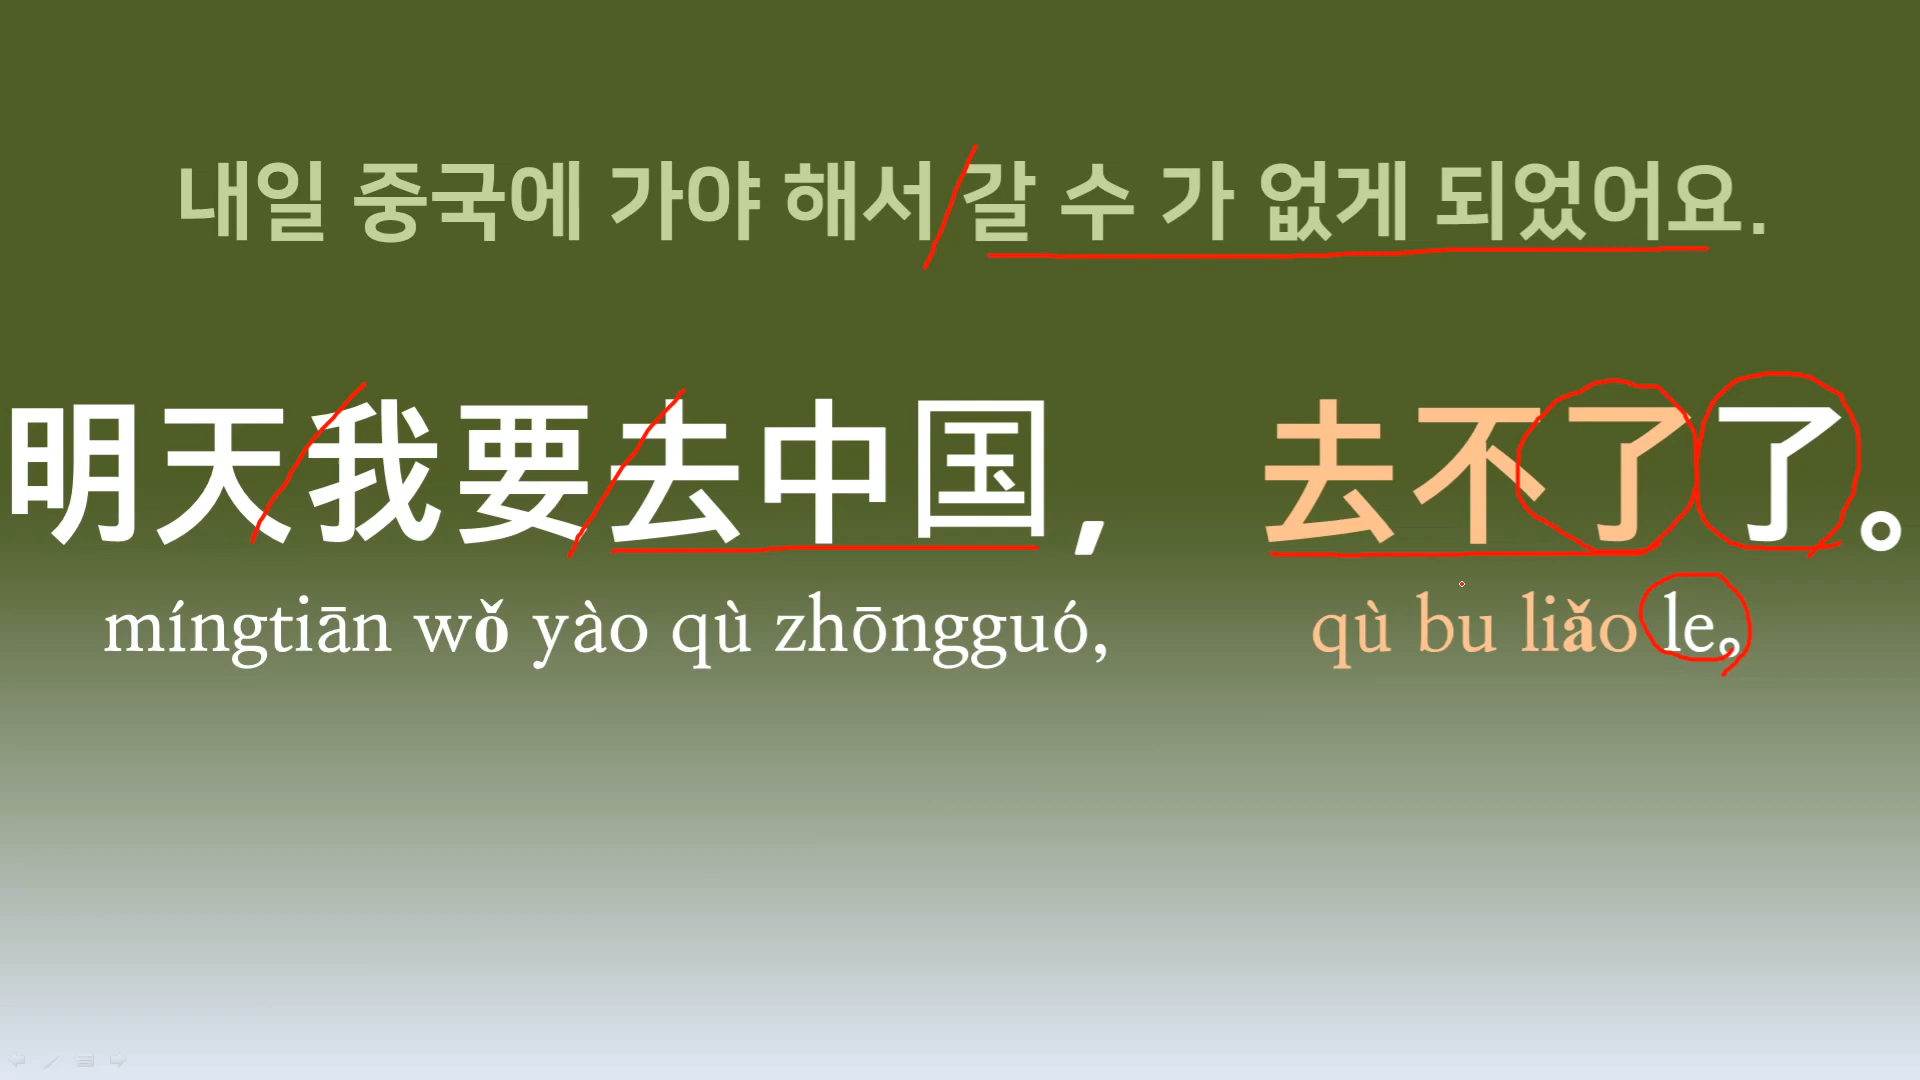 내일 중국에 가야 해서 갈 수 가 없게 되었어요.
明天我要去中国, 去不了了。
míngtiān wǒ yào qù zhōngguó, qù bu liǎo le。